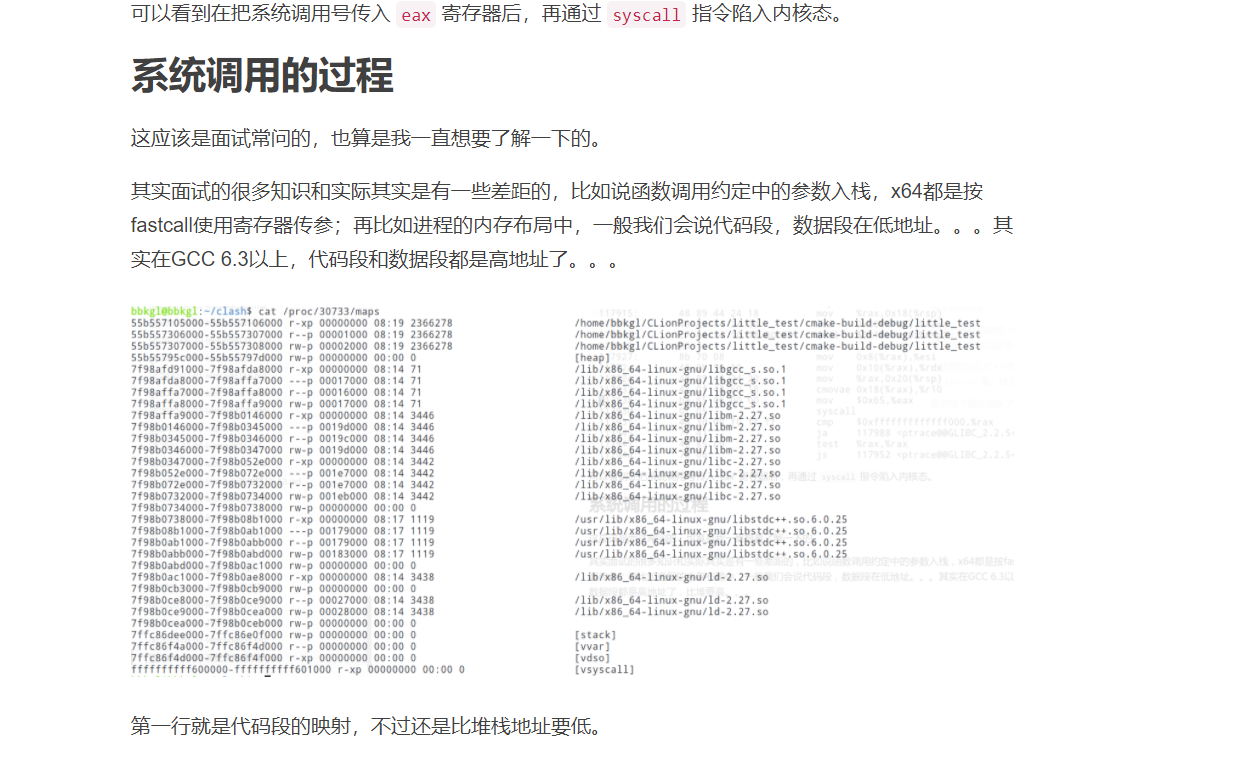 可以看到在把系统调用号传入 eax 寄存器后，再通过 syscall 指令陷入内核态。
系统调用的过程
这应该是面试常问的，也算是我一直想要了解一下的。
其实面试的很多知识和实际其实是有一些差距的，比如说函数调用约定中的参数入栈，x64都是按
fastcall使用寄存器传参；再比如进程的内存布局中，一般我们会说代码段，数据段在低地址。。。其
实在GCC 6.3以上，代码段和数据段都是高地址了。。。
bbkgl@bbkgl:~/clash$ cat /proc/30733/maps
55b557105000-55b557106000 r-xp 00000000 08:19 2366278 /home/bbkgl/CLionProjects/little_test/cmake-build-debug/little_test
55b557306000-55b557307000 r--p 00001000 08:19 2366278 /home/bbkgl/CLionProjects/little_test/cmake-build-debug/little_test
55b557307000-55b557308000 rw-p 00002000 08:19 2366278 /home/bbkgl/CLionProjects/little_test/cmake-build-debug/little_test
55b55795c000-55b55797d000 rw-p 00000000 00:00 0 [heap]
7f98afd91000-7f98afda8000 r-xp 00000000 08:14 71 /lib/x86_64-linux-gnu/libgcc_s.so.1
7f98afda8000-7f98affa7000 ---p 00017000 08:14 71 /lib/x86_64-linux-gnu/libgcc_s.so.1
7f98affa7000-7f98affa8000 r--p 00016000 08:14 71 /lib/x86_64-linux-gnu/libgcc_s.so.1
7f98affa8000-7f98affa9000 rw-p 00017000 08:14 71 /lib/x86_64-linux-gnu/libgcc_s.so.1
7f98affa9000-7f98b0146000 r-xp 00000000 08:14 3446 /lib/x86_64-linux-gnu/libm-2.27.so
7f98b0146000-7f98b0345000 ---p 0019d000 08:14 3446 /lib/x86_64-linux-gnu/libm-2.27.so
7f98b0345000-7f98b0346000 r--p 0019c000 08:14 3446 /lib/x86_64-linux-gnu/libm-2.27.so
7f98b0346000-7f98b0347000 rw-p 0019d000 08:14 3446 /lib/x86_64-linux-gnu/libm-2.27.so
7f98b0347000-7f98b052e000 r-xp 00000000 08:14 3442 /lib/x86_64-linux-gnu/libc-2.27.so
7f98b052e000-7f98b072e000 ---p 001e7000 08:14 3442 /lib/x86_64-linux-gnu/libc-2.27.so
7f98b072e000-7f98b0732000 r--p 001e7000 08:14 3442 /lib/x86_64-linux-gnu/libc-2.27.so
7f98b0732000-7f98b0734000 rw-p 001eb000 08:14 3442 /lib/x86_64-linux-gnu/libc-2.27.so
7f98b0734000-7f98b0738000 rw-p 00000000 00:00 0
7f98b0738000-7f98b08b1000 r-xp 00000000 08:17 1119 /usr/lib/x86_64-linux-gnu/libstdc++.so.6.0.25
7f98b08b1000-7f98b0ab1000 ---p 00179000 08:17 1119 /usr/lib/x86_64-linux-gnu/libstdc++.so.6.0.25
7f98b0ab1000-7f98b0abb000 r--p 00179000 08:17 1119 /usr/lib/x86_64-linux-gnu/libstdc++.so.6.0.25
7f98b0abb000-7f98b0abd000 rw-p 00183000 08:17 1119 /usr/lib/x86_64-linux-gnu/libstdc++.so.6.0.25
7f98b0abd000-7f98b0ac1000 rw-p 00000000 00:00 0
7f98b0ac1000-7f98b0ae8000 r-xp 00000000 08:14 3438 /lib/x86_64-linux-gnu/ld-2.27.so
7f98b0cb3000-7f98b0cb9000 rw-p 00000000 00:00 0
7f98b0ce8000-7f98b0ce9000 r--p 00027000 08:14 3438 /lib/x86_64-linux-gnu/ld-2.27.so
7f98b0ce9000-7f98b0cea000 rw-p 00028000 08:14 3438 /lib/x86_64-linux-gnu/ld-2.27.so
7f98b0cea000-7f98b0ceb000 rw-p 00000000 00:00 0
7ffc86dee000-7ffc86e0f000 rw-p 00000000 00:00 0 [stack]
7ffc86f4a000-7ffc86f4d000 r--p 00000000 00:00 0 [vvar]
7ffc86f4d000-7ffc86f4f000 r-xp 00000000 00:00 0 [vdso]
ffffffffff600000-ffffffffff601000 r-xp 00000000 00:00 0 [vsyscall]
第一行就是代码段的映射，不过还是比堆栈地址要低。